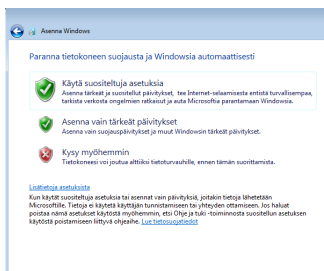 Asenna Windows
Paranna tietokoneen suojausta ja Windowsia automaattisesti
Käytä suositeltuja asetuksia
Asenna tärkeät ja suositellut päivitykset, tee Internet-selaamisesta entistä turvallisempaa,
tarkista verkosta ongelmien ratkaisut ja auta Microsoftia parantamaan Windowsia.
Asenna vain tärkeät päivitykset
Asenna vain suojauspäivitykset ja muut Windowsin tärkeät päivitykset.
Kysy myöhemmin
Tietokoneesi voi joutua alttiiksi tietoturvauhille, ennen tämän suorittamista.
Lisätietoja asetuksista
Kun käytät suositeltuja asetuksia tai asennat vain päivityksiä, joitakin tietoja lähetetään
Microsoftille. Tietoja ei käytetä käyttäjän tunnistamiseen tai yhteyden ottamiseen. Jos haluat
poistaa nämä asetukset käytöstä myöhemmin, etsi Ohje ja tuki -toiminnosta suositellun asetuksen
käytöstä poistamiseen liittyvä ohjeaihe. Lue tietosuojatiedot